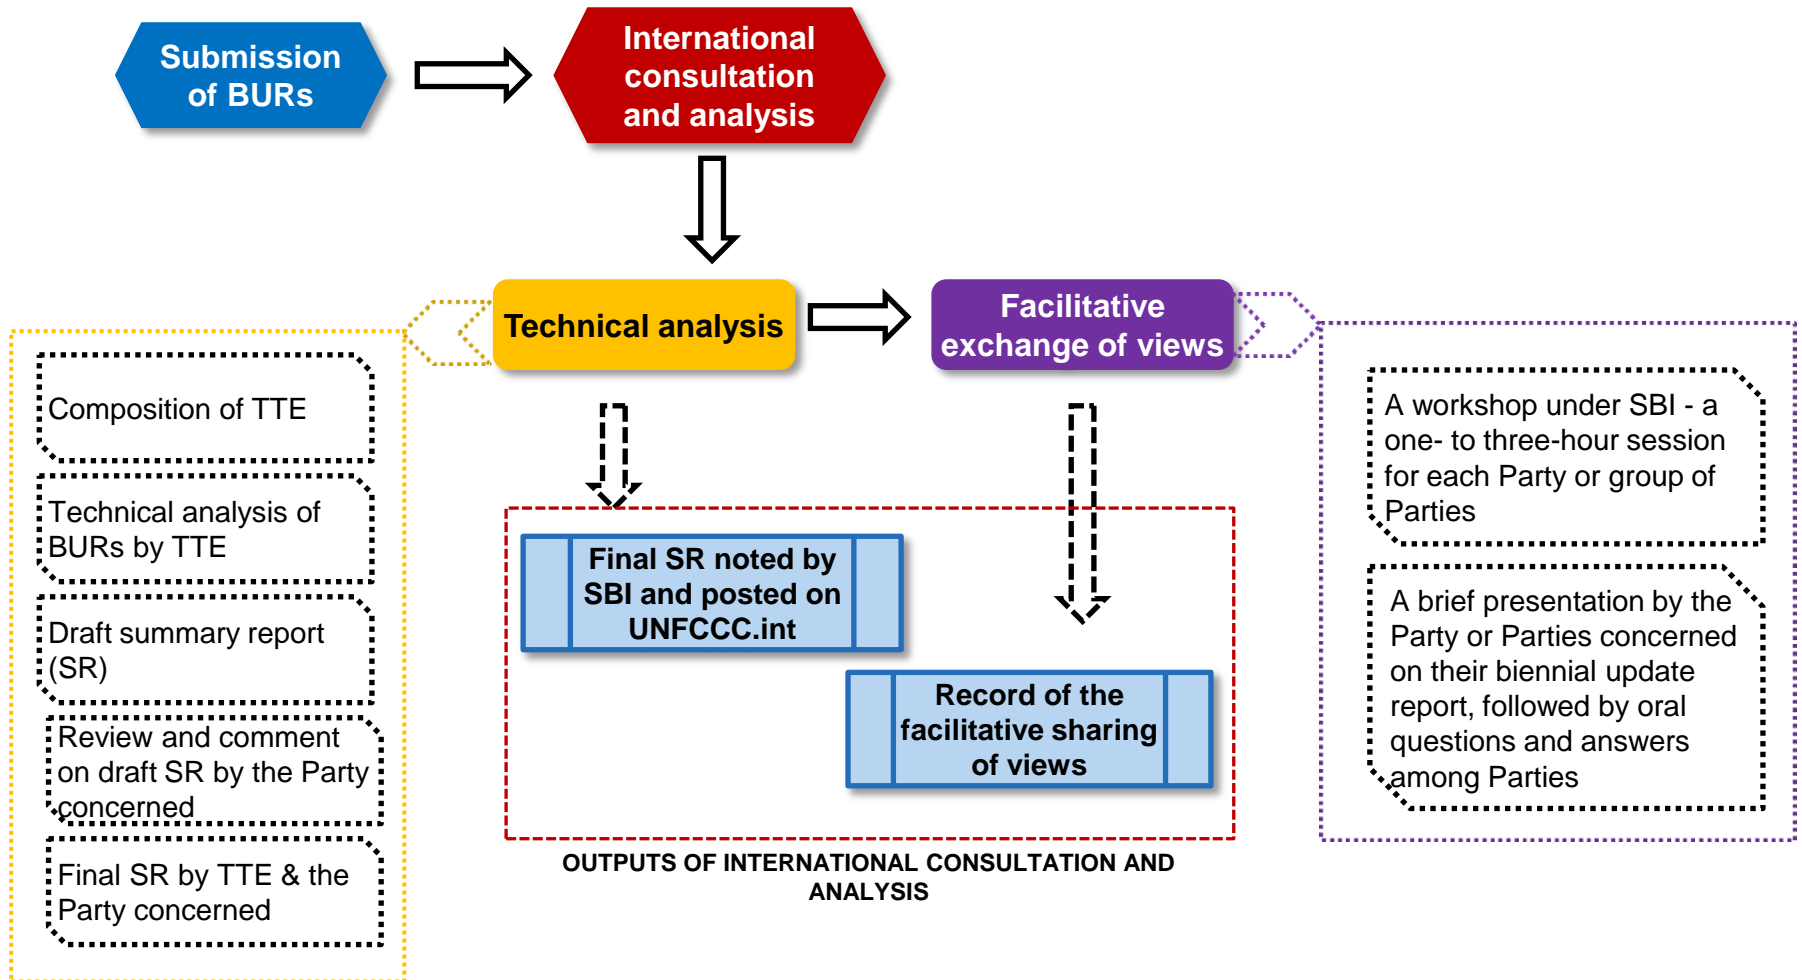 Submission
of BURs
International
consultation
and analysis
Technical analysis
Facilitative
exchange of views
Composition of TTE
Technical analysis of
BURs by TTE
Draft summary report
(SR)
Review and comment
on draft SR by the Party
concerned
Final SR by TTE & the
Party concerned
Final SR noted by
SBI and posted on
UNFCCC.int
Record of the
facilitative sharing
of views
OUTPUTS OF INTERNATIONAL CONSULTATION AND
ANALYSIS
A workshop under SBI - a
one- to three-hour session
for each Party or group of
Parties
A brief presentation by the
Party or Parties concerned
on their biennial update
report, followed by oral
questions and answers
among Parties